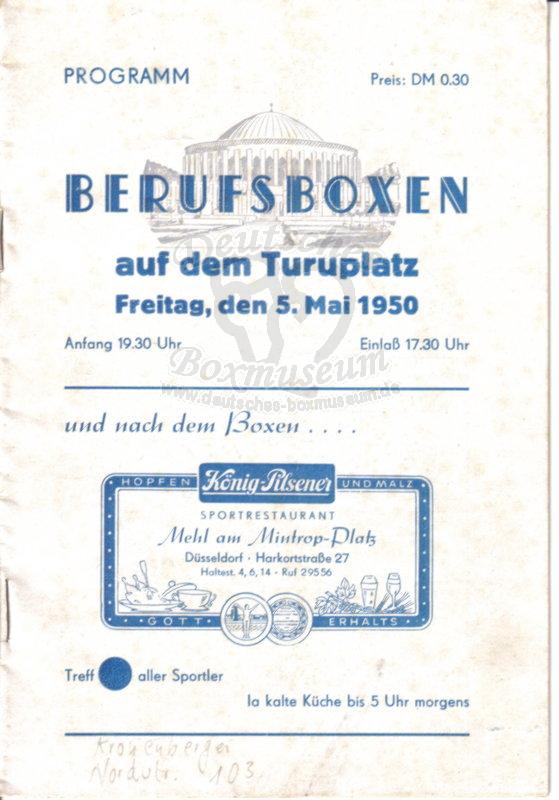 PROGRAMM
Preis: DM 0.30
BERUFSBOXEN
auf dem Turuplatz
Freitag, den 5. Mai 1950
Anfang 19.30 Uhr
Einlaß 17.30 Uhr
Deutsches
Boxmuseum
www.deutsches-boxmuseum.de
und nach dem Boxen . . . .
HOPFEN König-Pilsener UND MALZ
SPORTRESTAURANT
Mehl am Mintrop-Platz
Düsseldorf · Harkortstraße 27
Haltest. 4, 6, 14 · Ruf 29556
· GOTT · ERHALTS ·
Treff aller Sportler
Ia kalte Küche bis 5 Uhr morgens
Kronenberger
Nordstr. 103